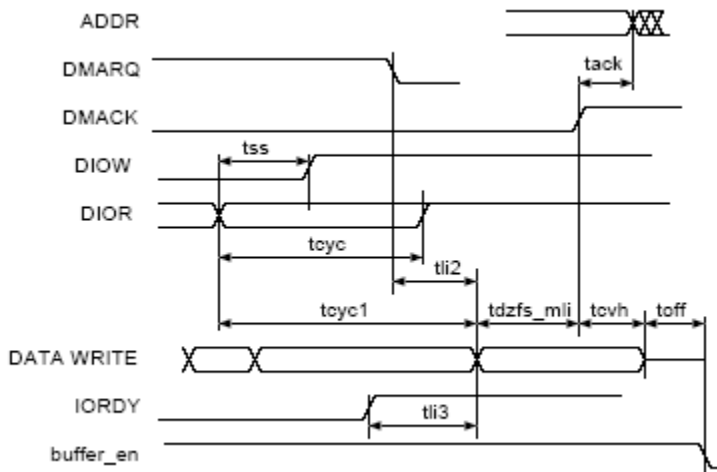 ADDR
DMARQ
tack
DMACK
tss
DIOW
DIOR
tcyc
tli2
tcyc1 tdzfs_mli tcvh toff
DATA WRITE
IORDY
tli3
buffer_en